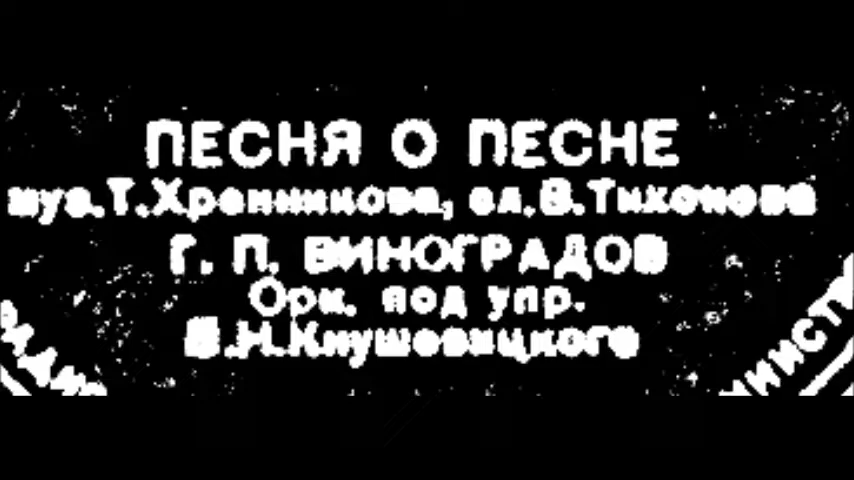 ПЕСНЯ О ПЕСНЕ
муз. Т. Хренникова, сл. В. Тихонова
Г. П. ВИНОГРАДОВ
Орк. под упр.
В. Н. Кнушевицкого